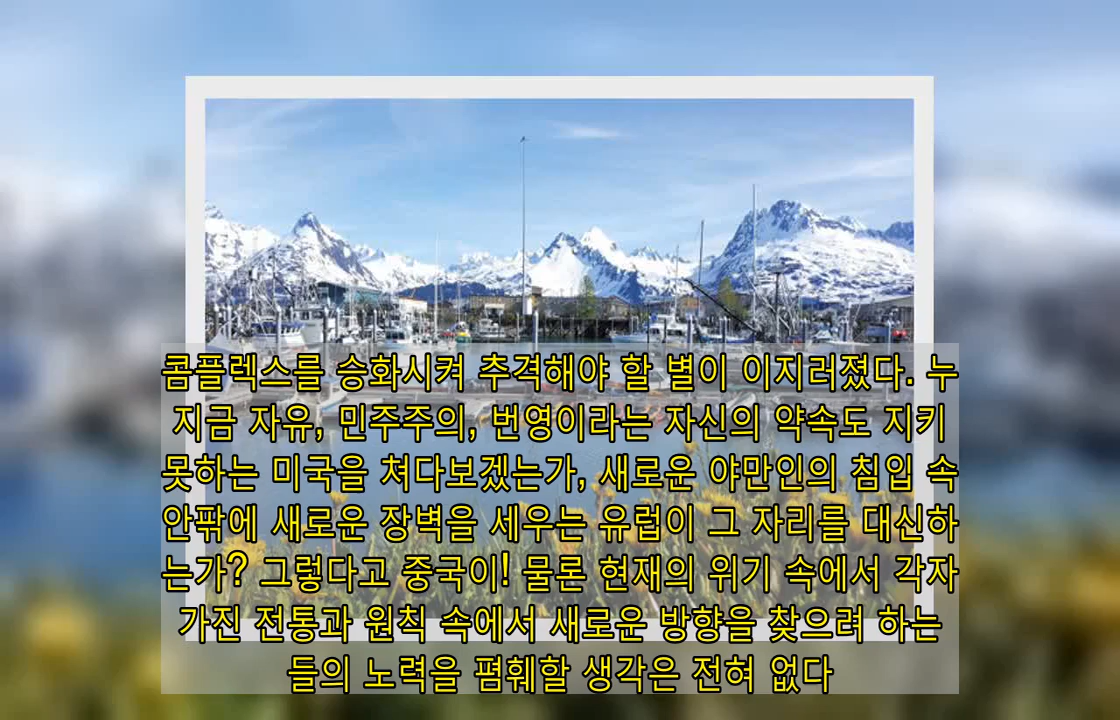 콤플렉스를 승화시켜 추격해야 할 별이 이지러졌다. 누
지금 자유, 민주주의, 번영이라는 자신의 약속도 지키
못하는 미국을 쳐다보겠는가, 새로운 야만인의 침입 속
안팎에 새로운 장벽을 세우는 유럽이 그 자리를 대신하
는가? 그렇다고 중국이! 물론 현재의 위기 속에서 각자
가진 전통과 원칙 속에서 새로운 방향을 찾으려 하는
들의 노력을 폄훼할 생각은 전혀 없다